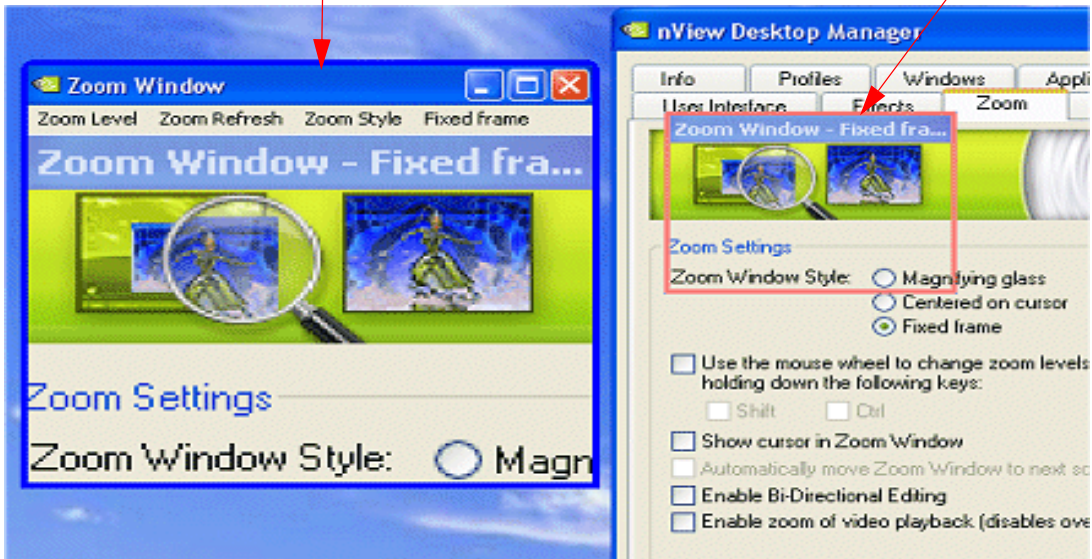 Zoom Window
Zoom Level Zoom Refresh Zoom Style Fixed frame
Zoom Window - Fixed fra...
Zoom Settings
Zoom Window Style: Magn
nView Desktop Manager
Info Profiles Windows Appli
User Interface Effects Zoom
Zoom Window - Fixed fra...
Zoom Settings
Zoom Window Style: Magnifying glass
Centered on cursor
Fixed frame
Use the mouse wheel to change zoom levels
holding down the following keys:
Shift Ctrl
Show cursor in Zoom Window
Automatically move Zoom Window to next sc
Enable Bi-Directional Editing
Enable zoom of video playback (disables ove